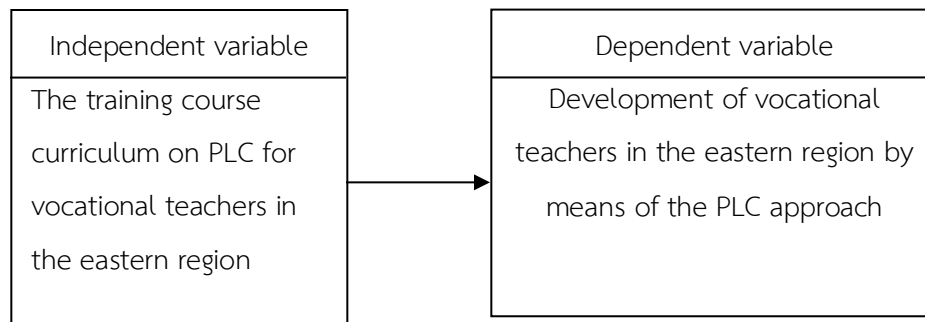 Independent variable
The training course
curriculum on PLC for
vocational teachers in
the eastern region
Dependent variable
Development of vocational
teachers in the eastern region by
means of the PLC approach